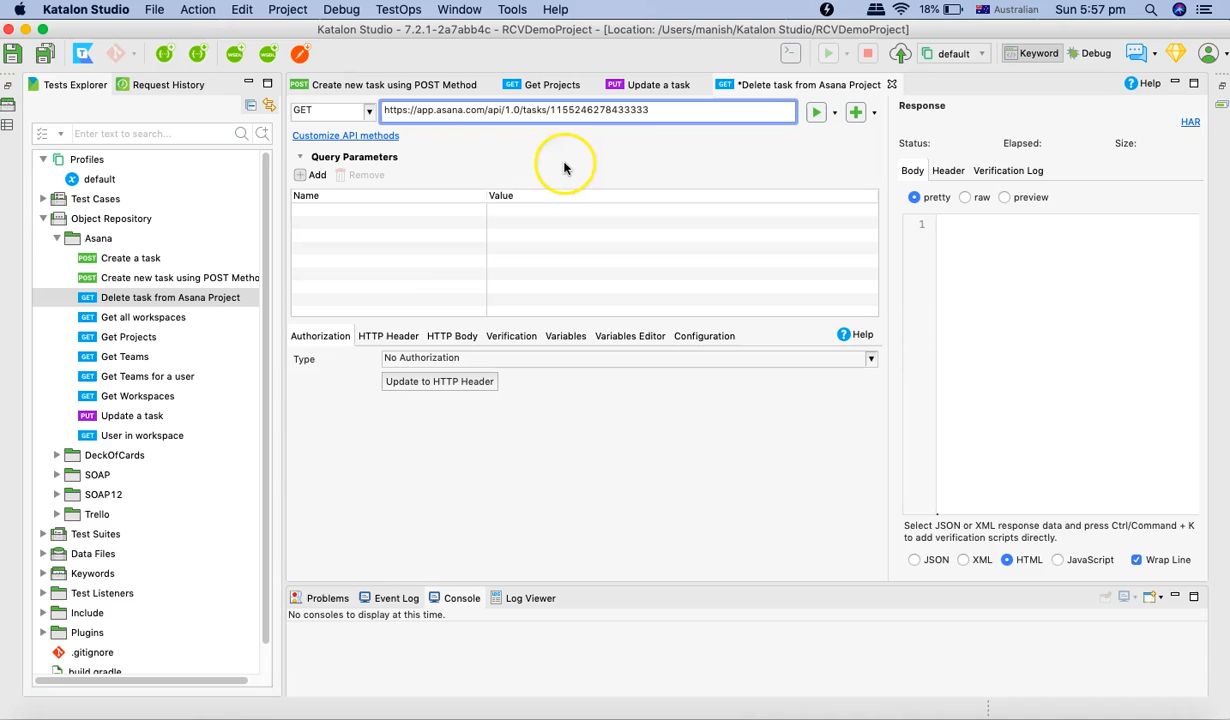 Katalon Studio File Action Edit Project Debug TestOps Window Tools Help 18% Australian Sun 5:57 pm
Katalon Studio - 7.2.1-2a7bb4c - RCVDemoProject - [Location: /Users/manish/Katalon Studio/RCVDemoProject]
default Keyword Debug
Tests Explorer Request History
Enter text to search...
Profiles
default
Test Cases
Object Repository
Asana
POST Create a task
POST Create new task using POST Metho
GET Delete task from Asana Project
GET Get all workspaces
GET Get Projects
GET Get Teams
GET Get Teams for a user
GET Get Workspaces
PUT Update a task
GET User in workspace
DeckOfCards
SOAP
SOAP12
Trello
Test Suites
Data Files
Keywords
Test Listeners
Include
Plugins
.gitignore
build.gradle
POST Create new task using POST Method GET Get Projects PUT Update a task GET *Delete task from Asana Project Help
GET https://app.asana.com/api/1.0/tasks/1155246278433333
Customize API methods
Query Parameters
Add Remove
Name Value
Authorization HTTP Header HTTP Body Verification Variables Variables Editor Configuration Help
Type No Authorization
Update to HTTP Header
Response
HAR
Status: Elapsed: Size:
Body Header Verification Log
pretty raw preview
1
Select JSON or XML response data and press Ctrl/Command + K
to add verification scripts directly.
JSON XML HTML JavaScript Wrap Line
Problems Event Log Console Log Viewer
No consoles to display at this time.